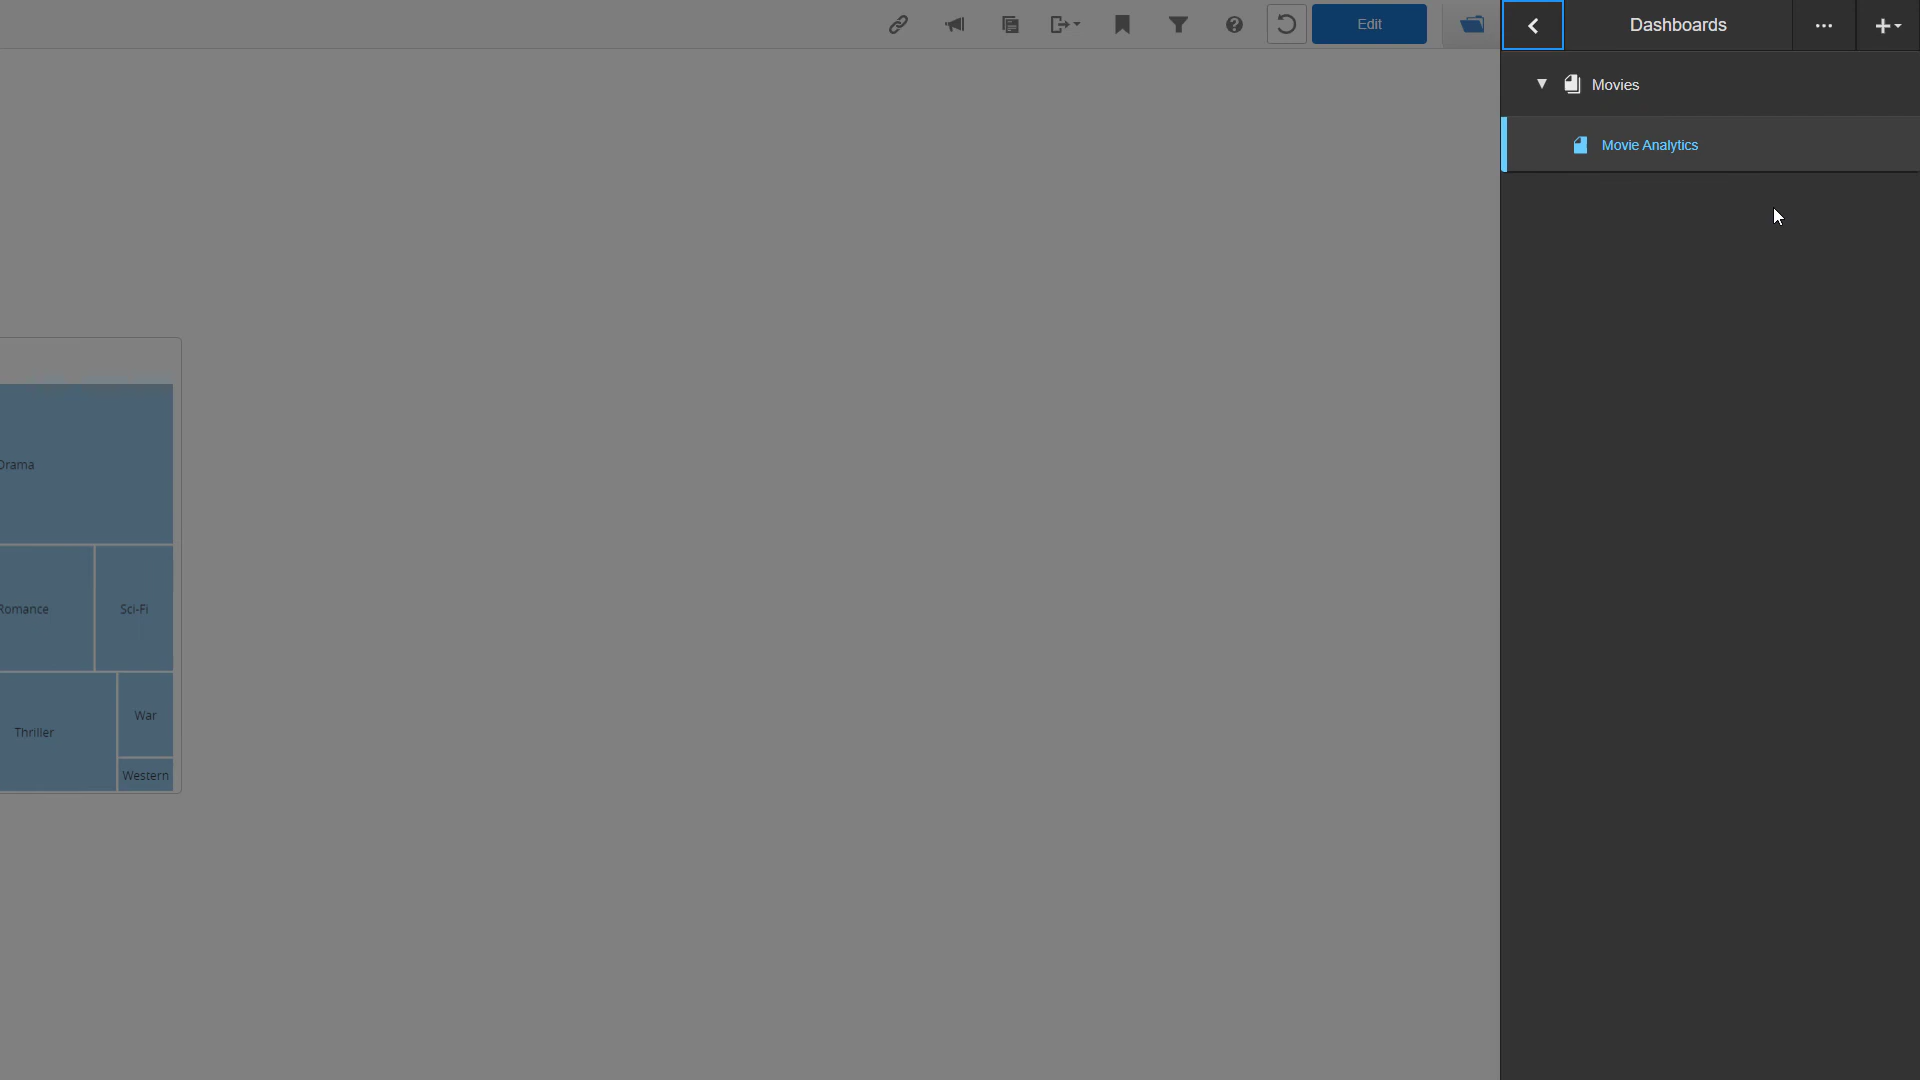 Edit
Dashboards
Movies
Movie Analytics
Drama
Romance
Sci-Fi
Thriller
War
Western